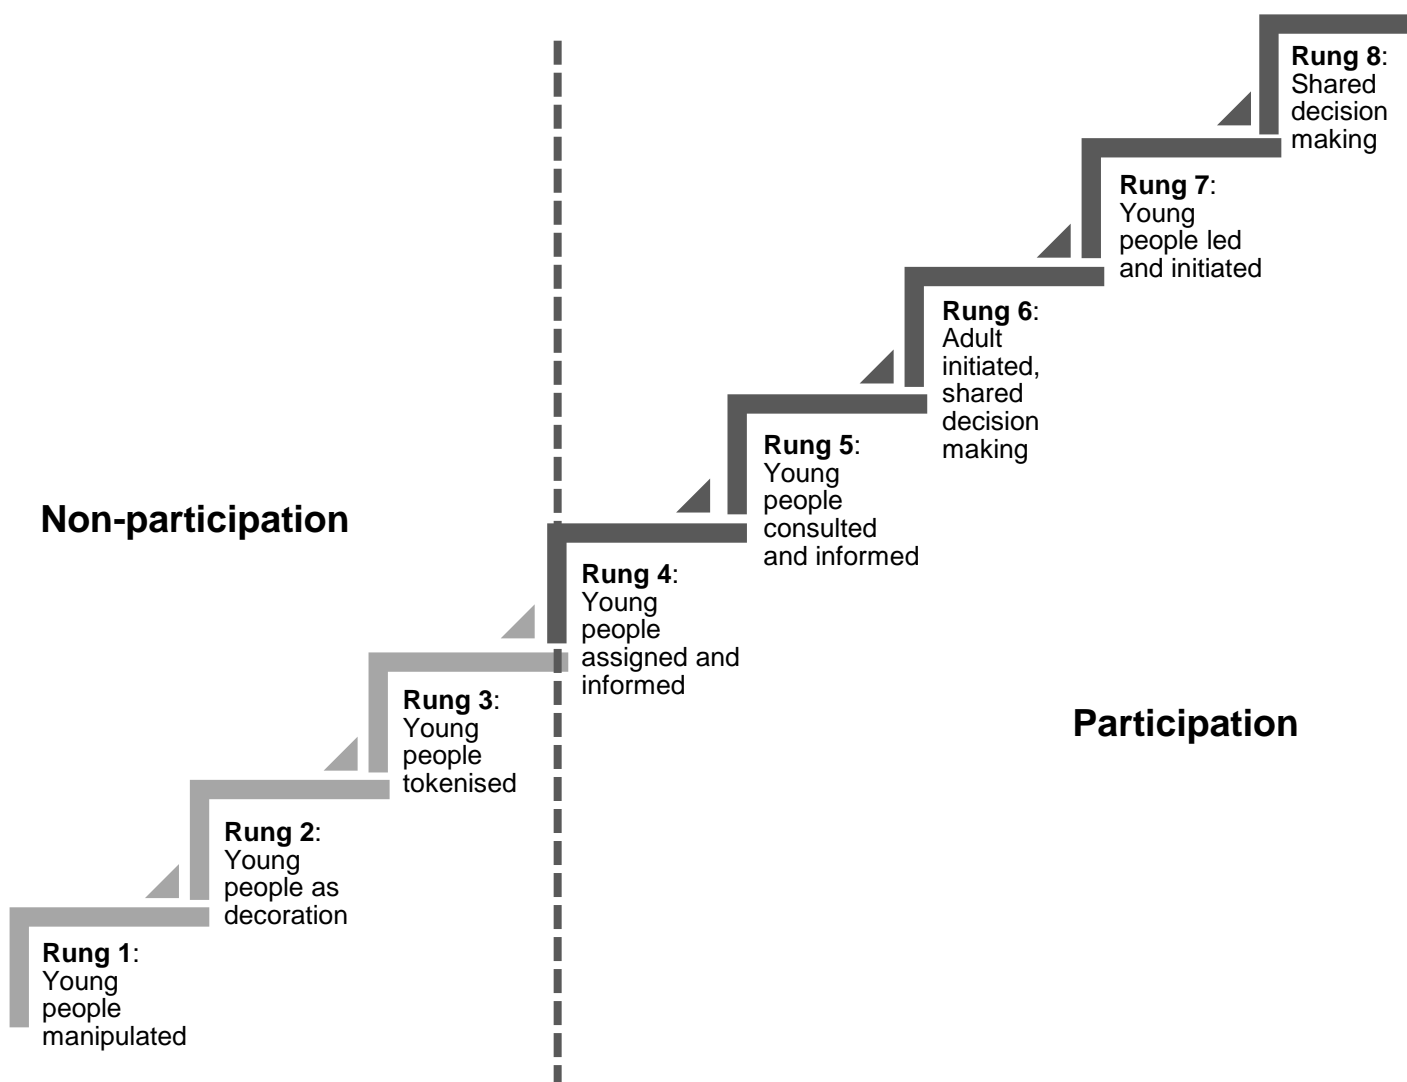 Rung 8:
Shared
decision
making
Rung 7:
Young
people led
and initiated
Rung 6:
Adult
initiated,
shared
decision
making
Rung 5:
Young
people
consulted
and informed
Non-participation
Rung 4:
Young
people
assigned and
informed
Rung 3:
Young
people
tokenised
Participation
Rung 2:
Young
people as
decoration
Rung 1:
Young
people
manipulated